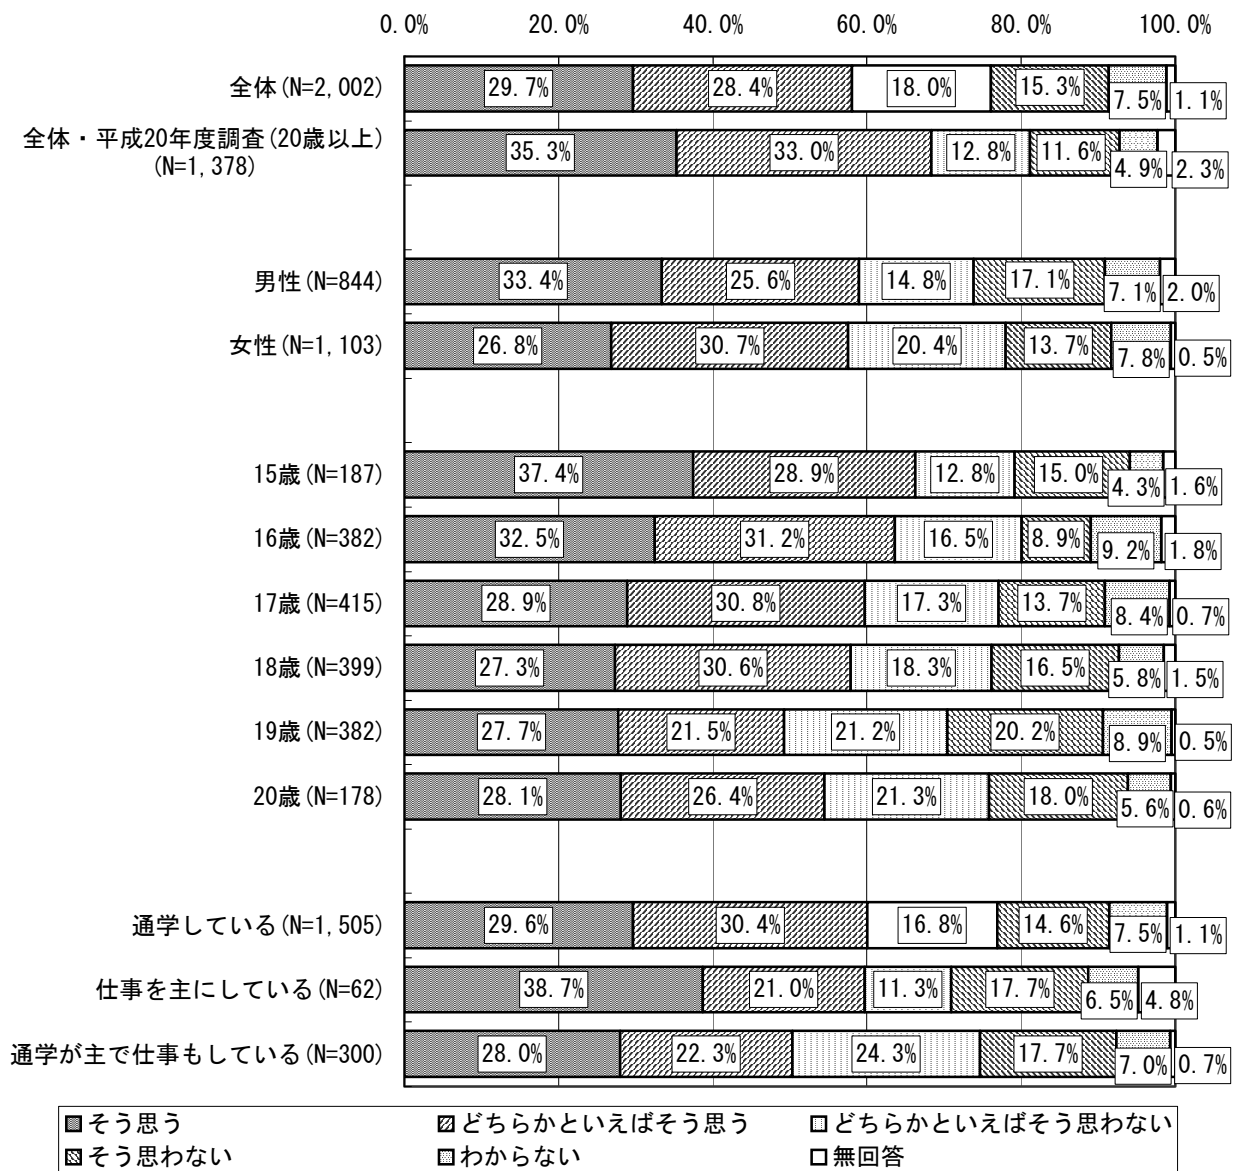 0.0% 20.0% 40.0% 60.0% 80.0% 100.0%
全体(N=2,002) 29.7% 28.4% 18.0% 15.3% 7.5% 1.1%
全体・平成20年度調査(20歳以上)
(N=1,378) 35.3% 33.0% 12.8% 11.6% 4.9% 2.3%
男性(N=844) 33.4% 25.6% 14.8% 17.1% 7.1% 2.0%
女性(N=1,103) 26.8% 30.7% 20.4% 13.7% 7.8% 0.5%
15歳(N=187) 37.4% 28.9% 12.8% 15.0% 4.3% 1.6%
16歳(N=382) 32.5% 31.2% 16.5% 8.9% 9.2% 1.8%
17歳(N=415) 28.9% 30.8% 17.3% 13.7% 8.4% 0.7%
18歳(N=399) 27.3% 30.6% 18.3% 16.5% 5.8% 1.5%
19歳(N=382) 27.7% 21.5% 21.2% 20.2% 8.9% 0.5%
20歳(N=178) 28.1% 26.4% 21.3% 18.0% 5.6% 0.6%
通学している(N=1,505) 29.6% 30.4% 16.8% 14.6% 7.5% 1.1%
仕事を主にしている(N=62) 38.7% 21.0% 11.3% 17.7% 6.5% 4.8%
通学が主で仕事もしている(N=300) 28.0% 22.3% 24.3% 17.7% 7.0% 0.7%
そう思う どちらかといえばそう思う どちらかといえばそう思わない
そう思わない わからない 無回答